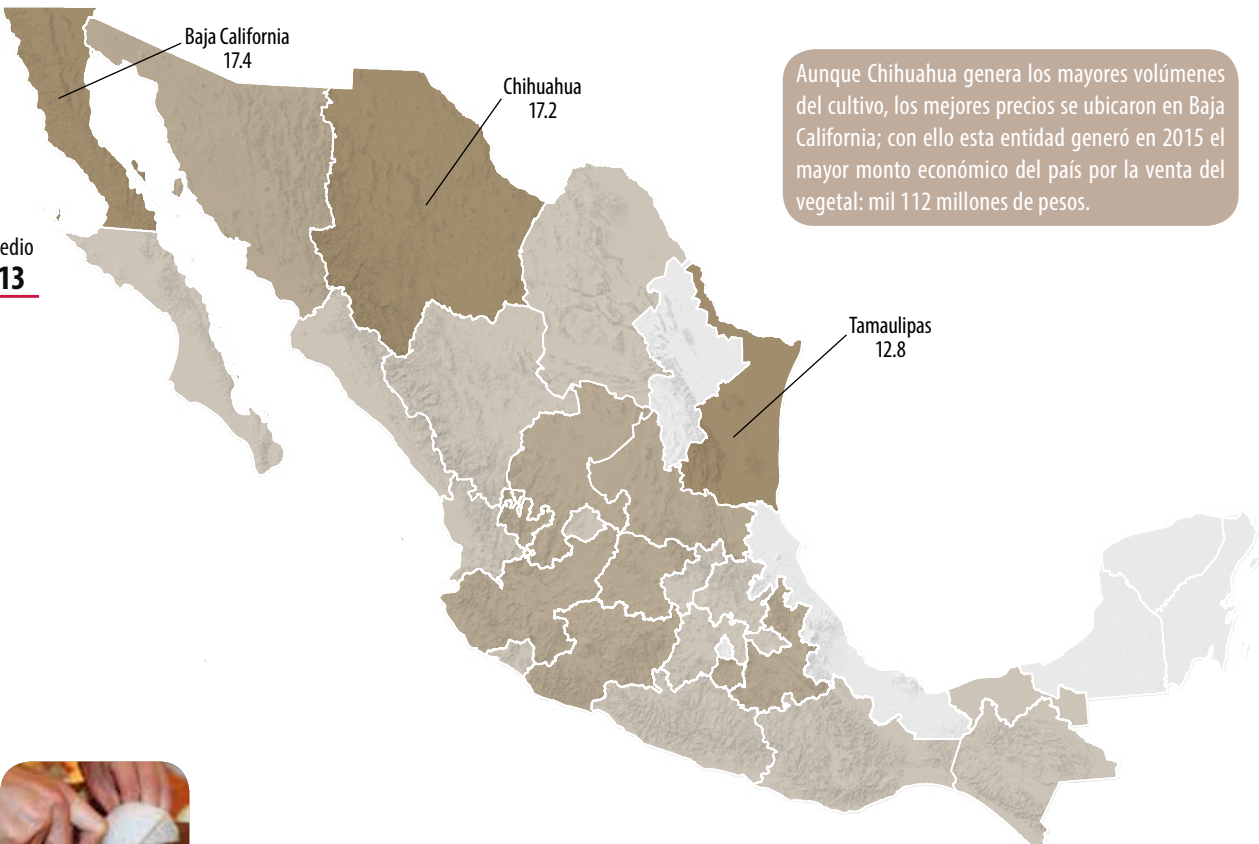 Baja California
17.4
Chihuahua
17.2
Aunque Chihuahua genera los mayores volúmenes
del cultivo, los mejores precios se ubicaron en Baja
California; con ello esta entidad generó en 2015 el
mayor monto económico del país por la venta del
vegetal: mil 112 millones de pesos.
edio
13
Tamaulipas
12.8